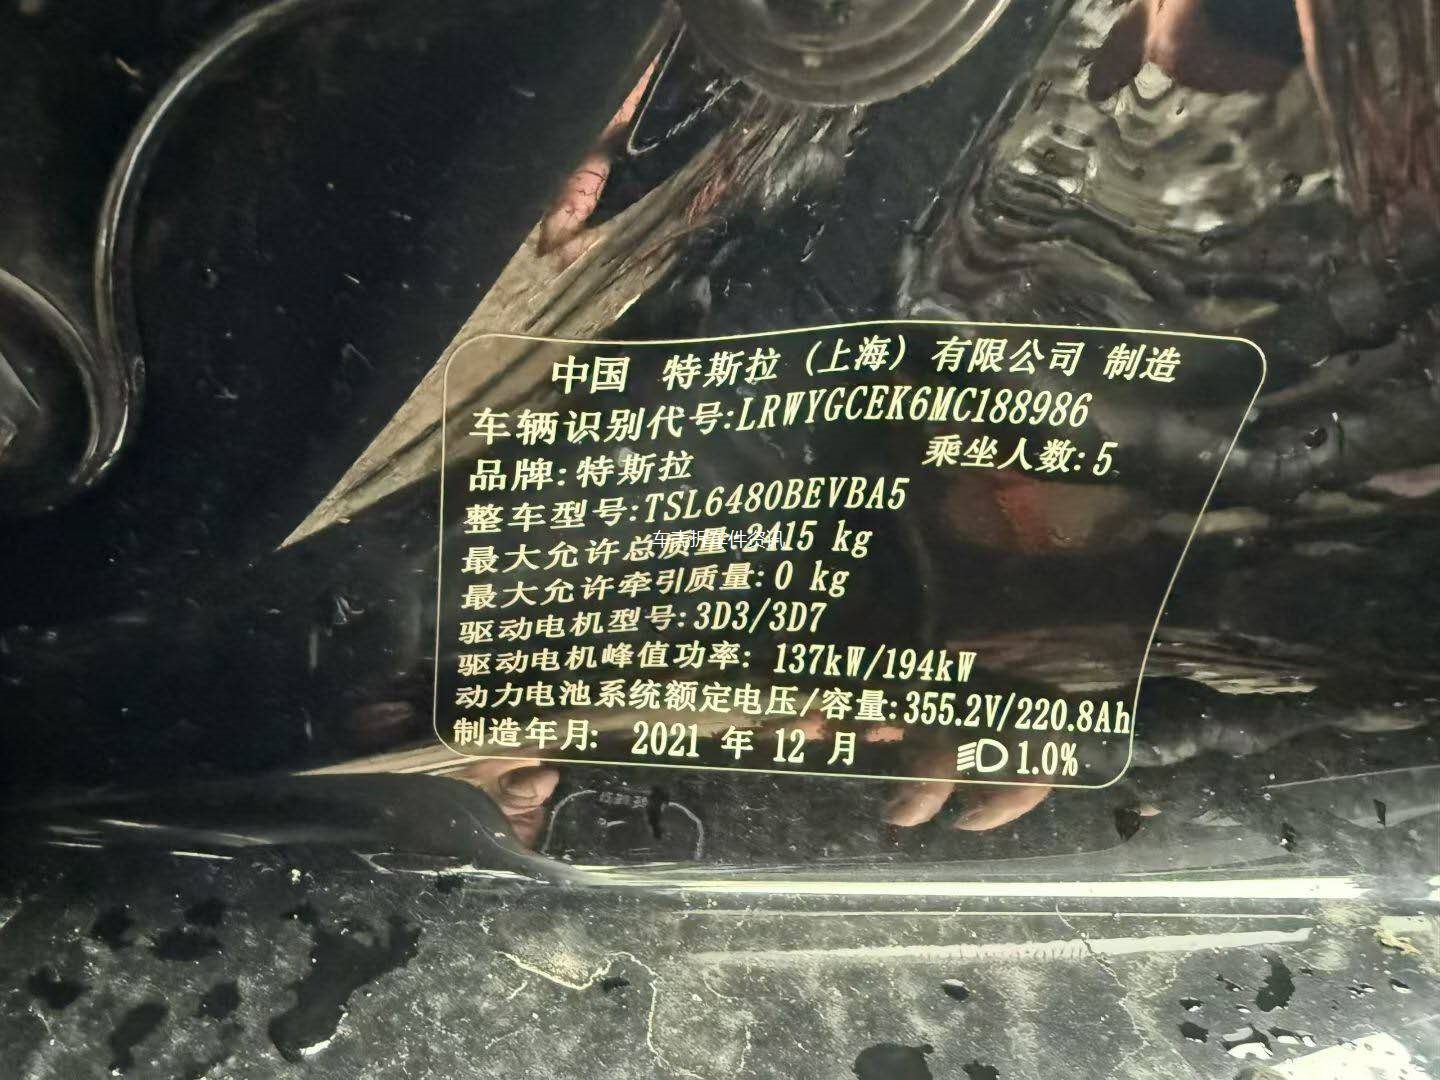 中国 特斯拉（上海）有限公司 制造
车辆识别代号:LRWYGCEK6MC188986
品牌:特斯拉 乘坐人数:5
整车型号:TSL6480BEVBA5
最大允许总质量 2415 kg
最大允许牵引质量:0 kg
驱动电机型号:3D3/3D7
驱动电机峰值功率: 137kW/194kW
动力电池系统额定电压/容量:355.2V/220.8Ah
制造年月: 2021 年 12 月 1.0%